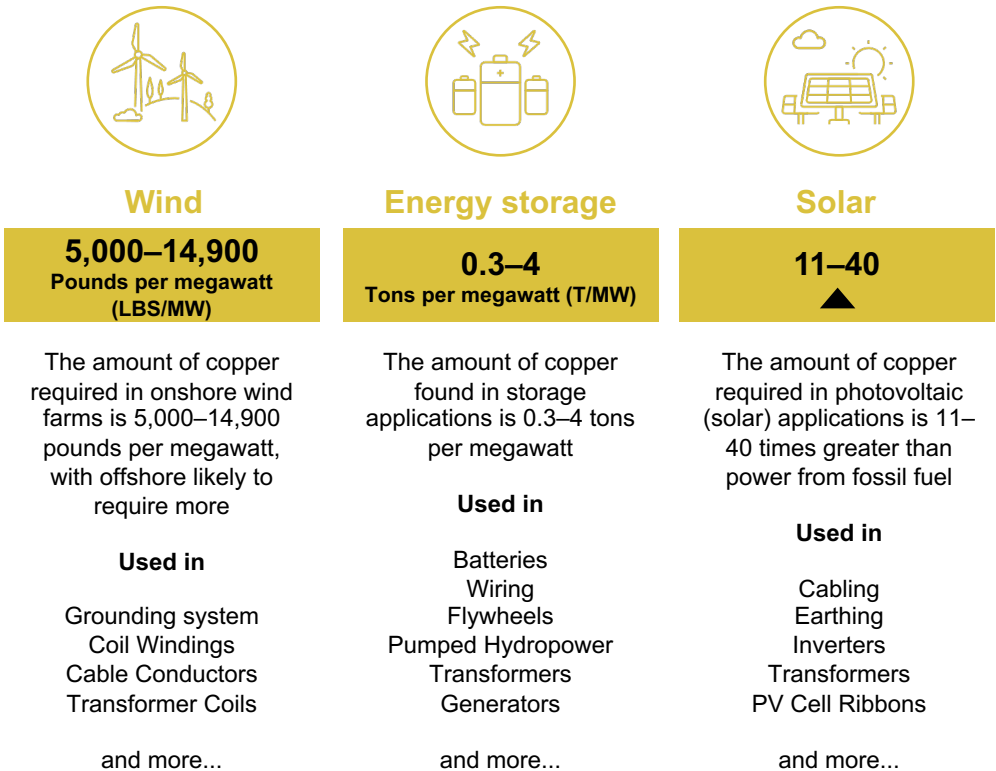 Wind
5,000–14,900
Pounds per megawatt
(LBS/MW)
The amount of copper
required in onshore wind
farms is 5,000–14,900
pounds per megawatt,
with offshore likely to
require more
Used in
Grounding system
Coil Windings
Cable Conductors
Transformer Coils
and more...
Energy storage
0.3–4
Tons per megawatt (T/MW)
The amount of copper
found in storage
applications is 0.3–4 tons
per megawatt
Used in
Batteries
Wiring
Flywheels
Pumped Hydropower
Transformers
Generators
and more...
Solar
11–40
The amount of copper
required in photovoltaic
(solar) applications is 11–
40 times greater than
power from fossil fuel
Used in
Cabling
Earthing
Inverters
Transformers
PV Cell Ribbons
and more...